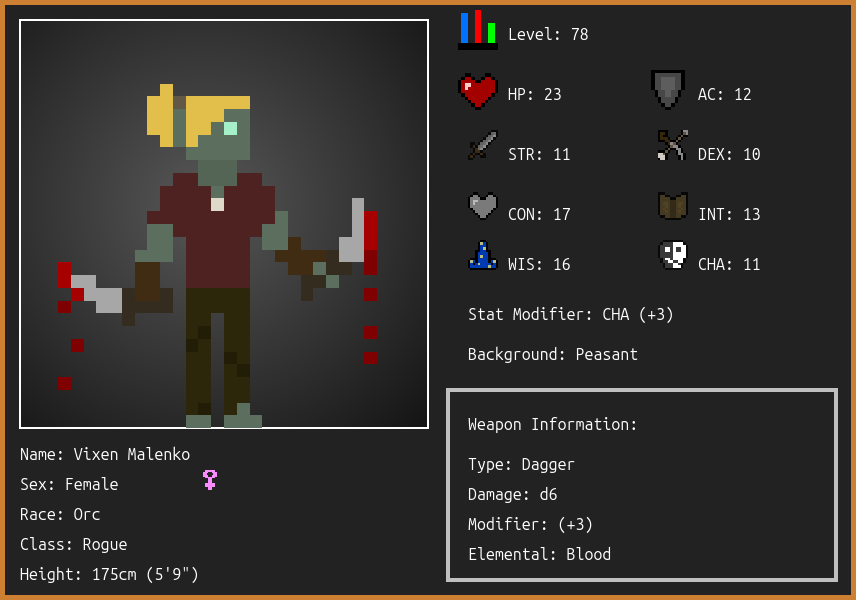 Level: 78
HP: 23
AC: 12
STR: 11
DEX: 10
CON: 17
INT: 13
WIS: 16
CHA: 11
Stat Modifier: CHA (+3)
Background: Peasant
Weapon Information:
Type: Dagger
Damage: d6
Modifier: (+3)
Elemental: Blood
Name: Vixen Malenko
Sex: Female
Race: Orc
Class: Rogue
Height: 175cm (5'9")